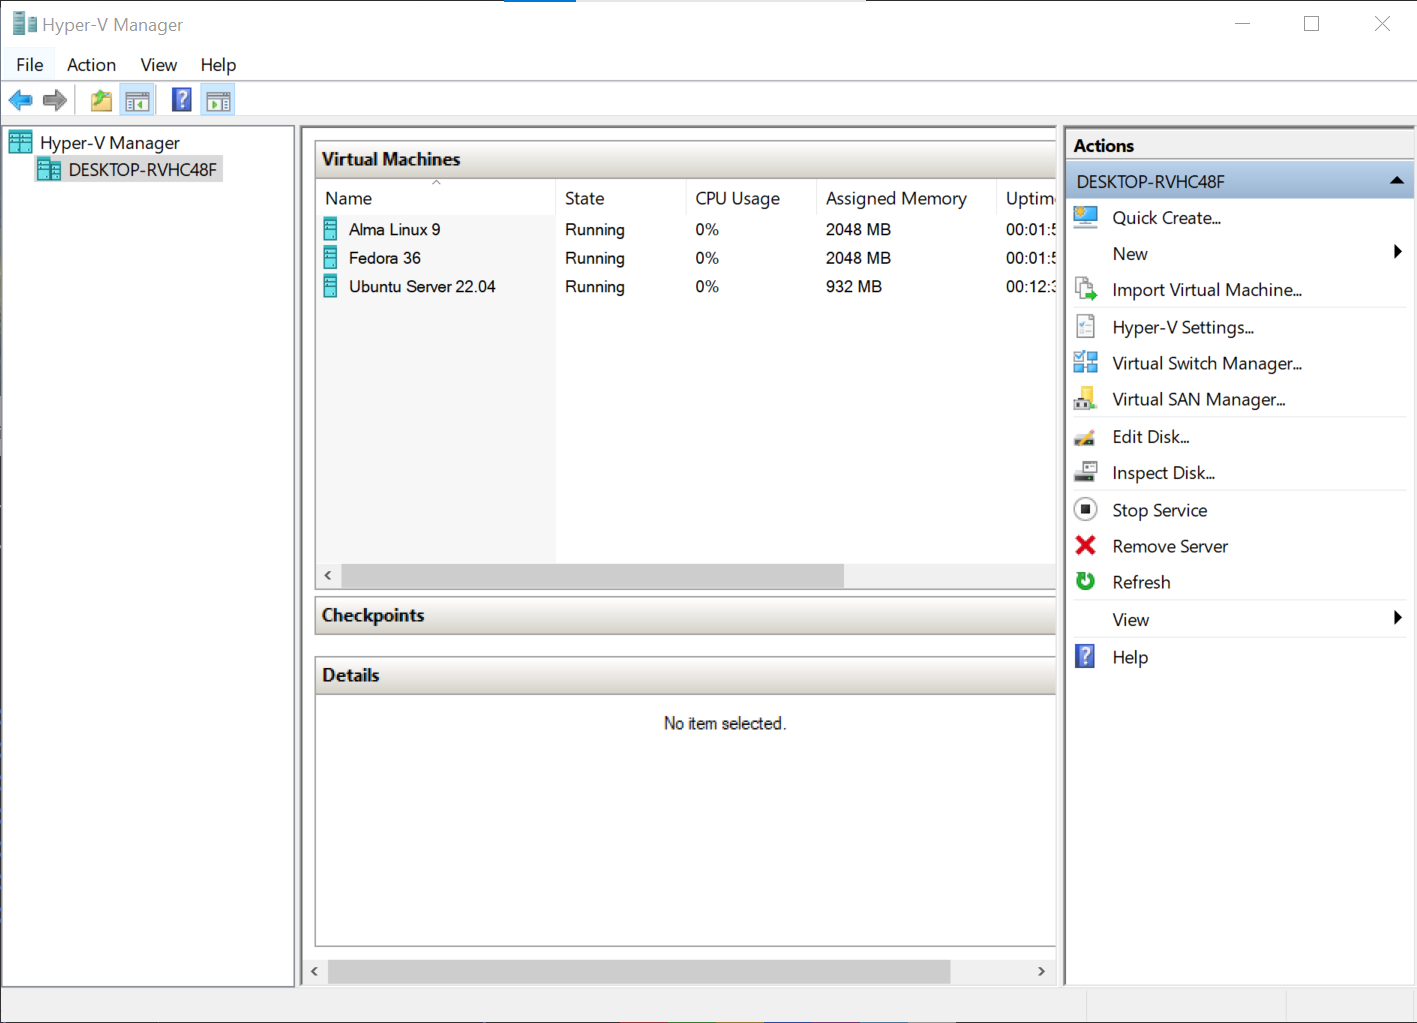 Hyper-V Manager
File Action View Help
Hyper-V Manager
DESKTOP-RVHC48F
Virtual Machines
Name State CPU Usage Assigned Memory Uptim
Alma Linux 9 Running 0% 2048 MB 00:01:5
Fedora 36 Running 0% 2048 MB 00:01:5
Ubuntu Server 22.04 Running 0% 932 MB 00:12:3
Checkpoints
Details
No item selected.
Actions
DESKTOP-RVHC48F
Quick Create...
New
Import Virtual Machine...
Hyper-V Settings...
Virtual Switch Manager...
Virtual SAN Manager...
Edit Disk...
Inspect Disk...
Stop Service
Remove Server
Refresh
View
Help